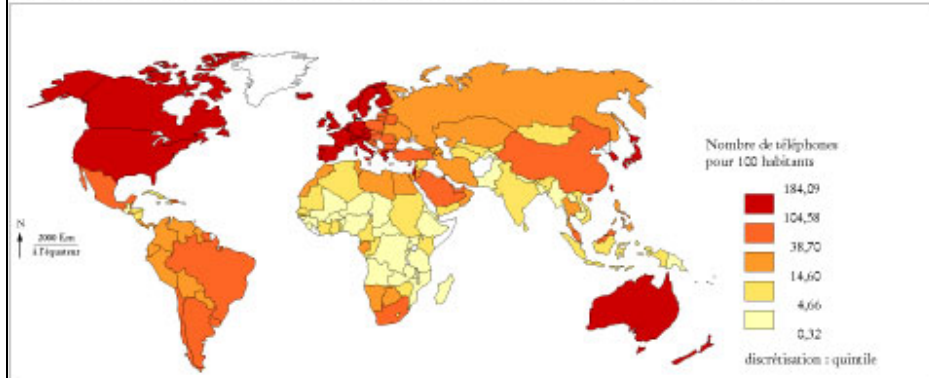 Nombre de téléphones
pour 100 habitants
184,09
104,58
38,70
14,60
4,66
0,32
discrétisation : quintile
N
2000 Km
à l'équateur